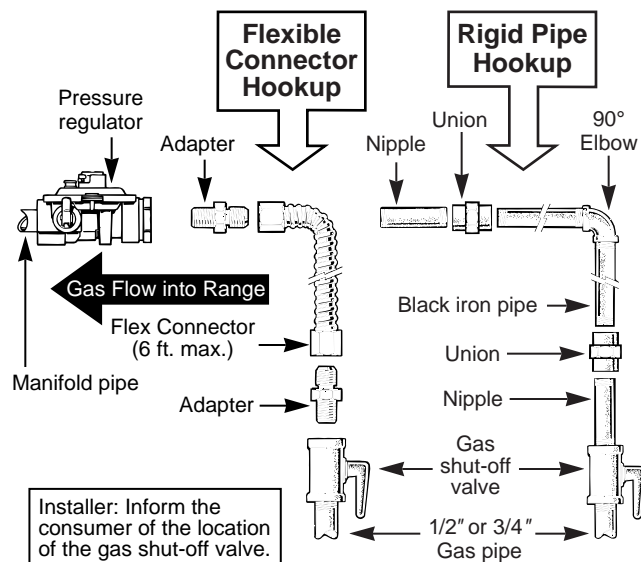 Flexible
Connector
Hookup
Rigid Pipe
Hookup
Pressure
regulator
Adapter
Nipple
Union
90°
Elbow
Gas Flow into Range
Black iron pipe
Flex Connector
(6 ft. max.)
Manifold pipe
Union
Adapter
Nipple
Gas
shut-off
valve
Installer: Inform the
consumer of the location
of the gas shut-off valve.
1/2″ or 3/4″
Gas pipe